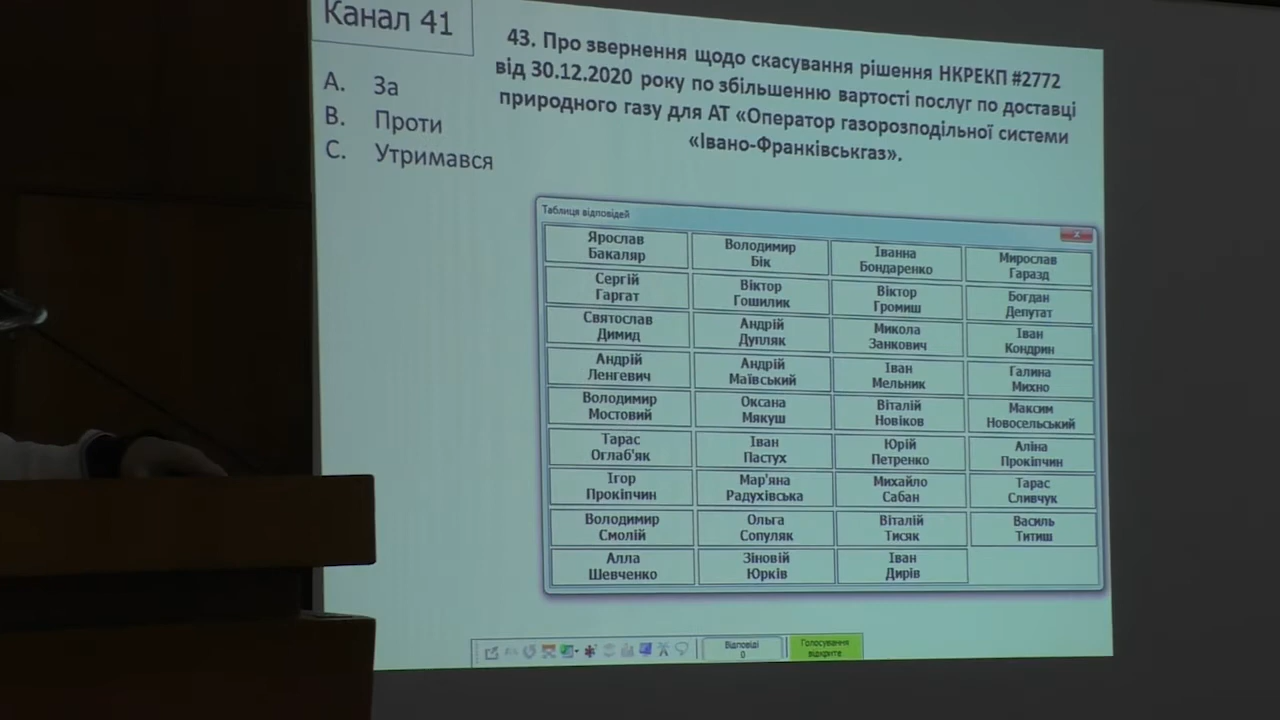 Канал 41
43. Про звернення щодо скасування рішення НКРЕКП #2772
від 30.12.2020 року по збільшенню вартості послуг по доставці
природного газу для АТ «Оператор газорозподільної системи
«Івано-Франківськгаз».
A. За
B. Проти
C. Утримався
Таблиця відповідей
Ярослав
Бакаляр
Володимир
Бік
Іванна
Бондаренко
Мирослав
Гаразд
Сергій
Гаргат
Віктор
Гошилик
Віктор
Громиш
Богдан
Депутат
Святослав
Димид
Андрій
Дупляк
Микола
Занкович
Іван
Кондрин
Андрій
Ленгевич
Андрій
Маївський
Іван
Мельник
Галина
Михно
Володимир
Мостовий
Оксана
Мякуш
Віталій
Новіков
Максим
Новосельський
Тарас
Оглаб'як
Іван
Пастух
Юрій
Петренко
Аліна
Прокіпчин
Ігор
Прокіпчин
Мар'яна
Радухівська
Михайло
Сабан
Тарас
Сливчук
Володимир
Смолій
Ольга
Сопуляк
Віталій
Тисяк
Василь
Титиш
Алла
Шевченко
Зіновій
Юрків
Іван
Дирів
Відповіді
0
Голосування
відкрите